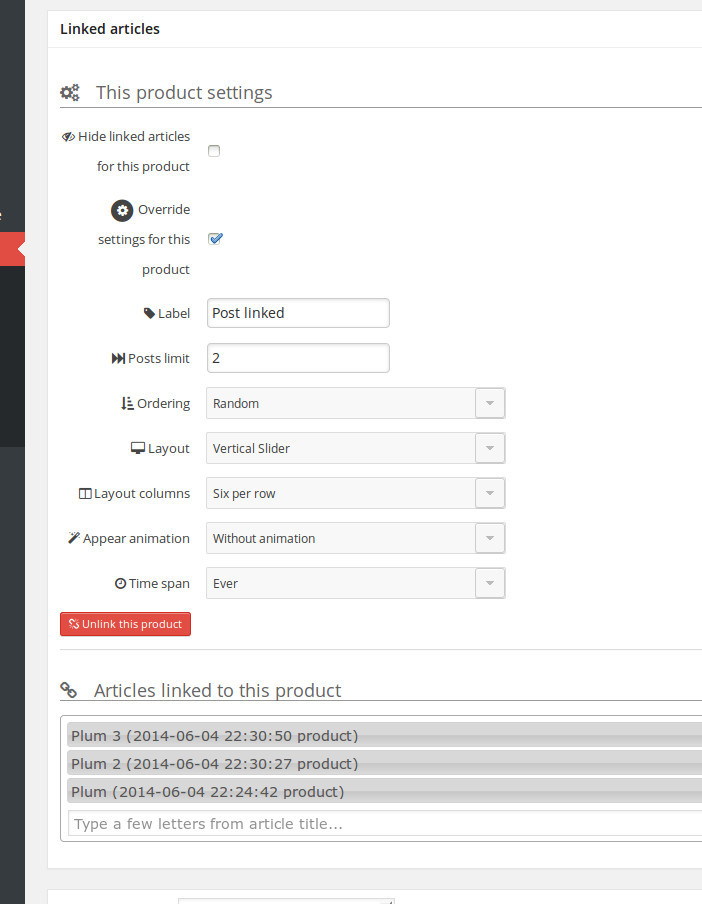 Linked articles
This product settings
Hide linked articles
for this product
Override
settings for this
product
Label
Post linked
Posts limit
2
Ordering
Random
Layout
Vertical Slider
Layout columns
Six per row
Appear animation
Without animation
Time span
Ever
Unlink this product
Articles linked to this product
Plum 3 (2014-06-04 22:30:50 product)
Plum 2 (2014-06-04 22:30:27 product)
Plum (2014-06-04 22:24:42 product)
Type a few letters from article title...